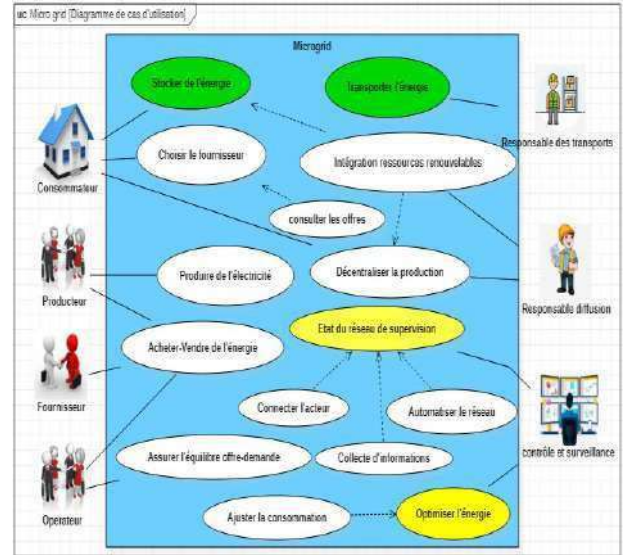 uc Micro grid [Diagramme de cas d'utilisation]
Microgrid
Stocker de l'énergie
Transporter l'énergie
Responsable des transports
Choisir le fournisseur
Intégration ressources renouvelables
Consommateur
consulter les offres
Produire de l'électricité
Décentraliser la production
Producteur
Responsable diffusion
Etat du réseau de supervision
Acheter-Vendre de l'énergie
Fournisseur
Connecter l'acteur
Automatiser le réseau
Assurer l'équilibre offre-demande
Collecte d'informations
contrôle et surveillance
Operateur
Ajuster la consommation
Optimiser l'énergie